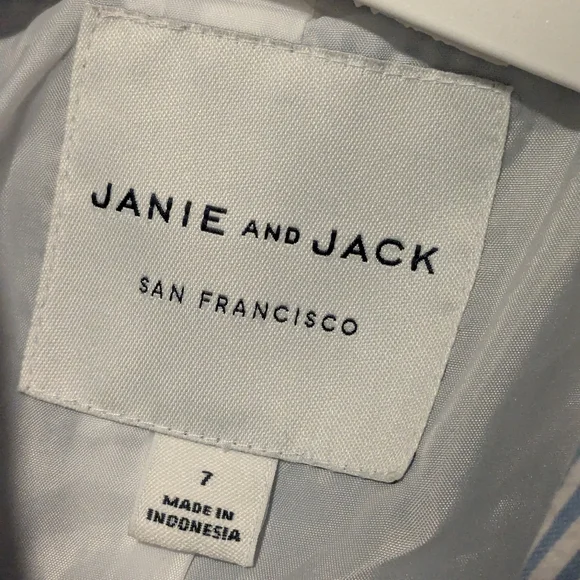 JANIE AND JACK
SAN FRANCISCO
7
MADE IN
INDONESIA